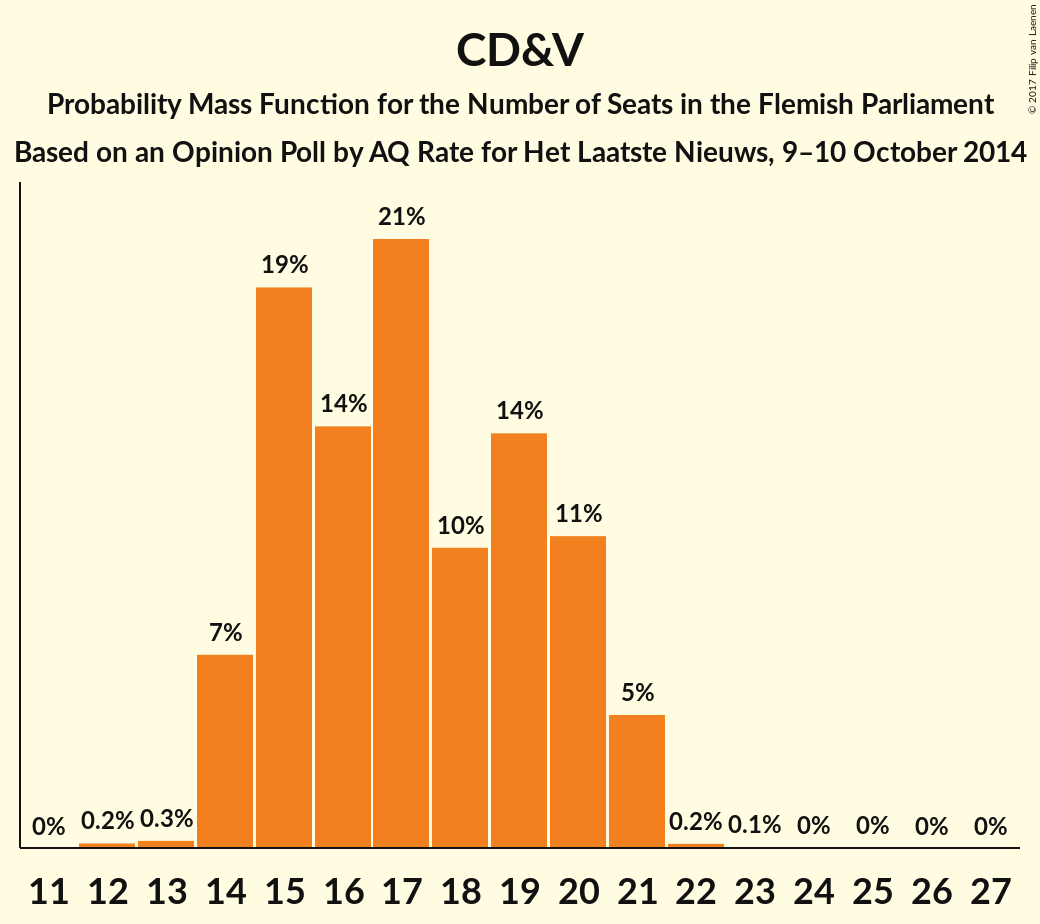 CD&V
Probability Mass Function for the Number of Seats in the Flemish Parliament
Based on an Opinion Poll by AQ Rate for Het Laatste Nieuws, 9–10 October 2014
© 2017 Filip van Laenen
0% 0.2% 0.3% 7% 19% 14% 21% 10% 14% 11% 5% 0.2% 0.1% 0% 0% 0% 0%
11 12 13 14 15 16 17 18 19 20 21 22 23 24 25 26 27